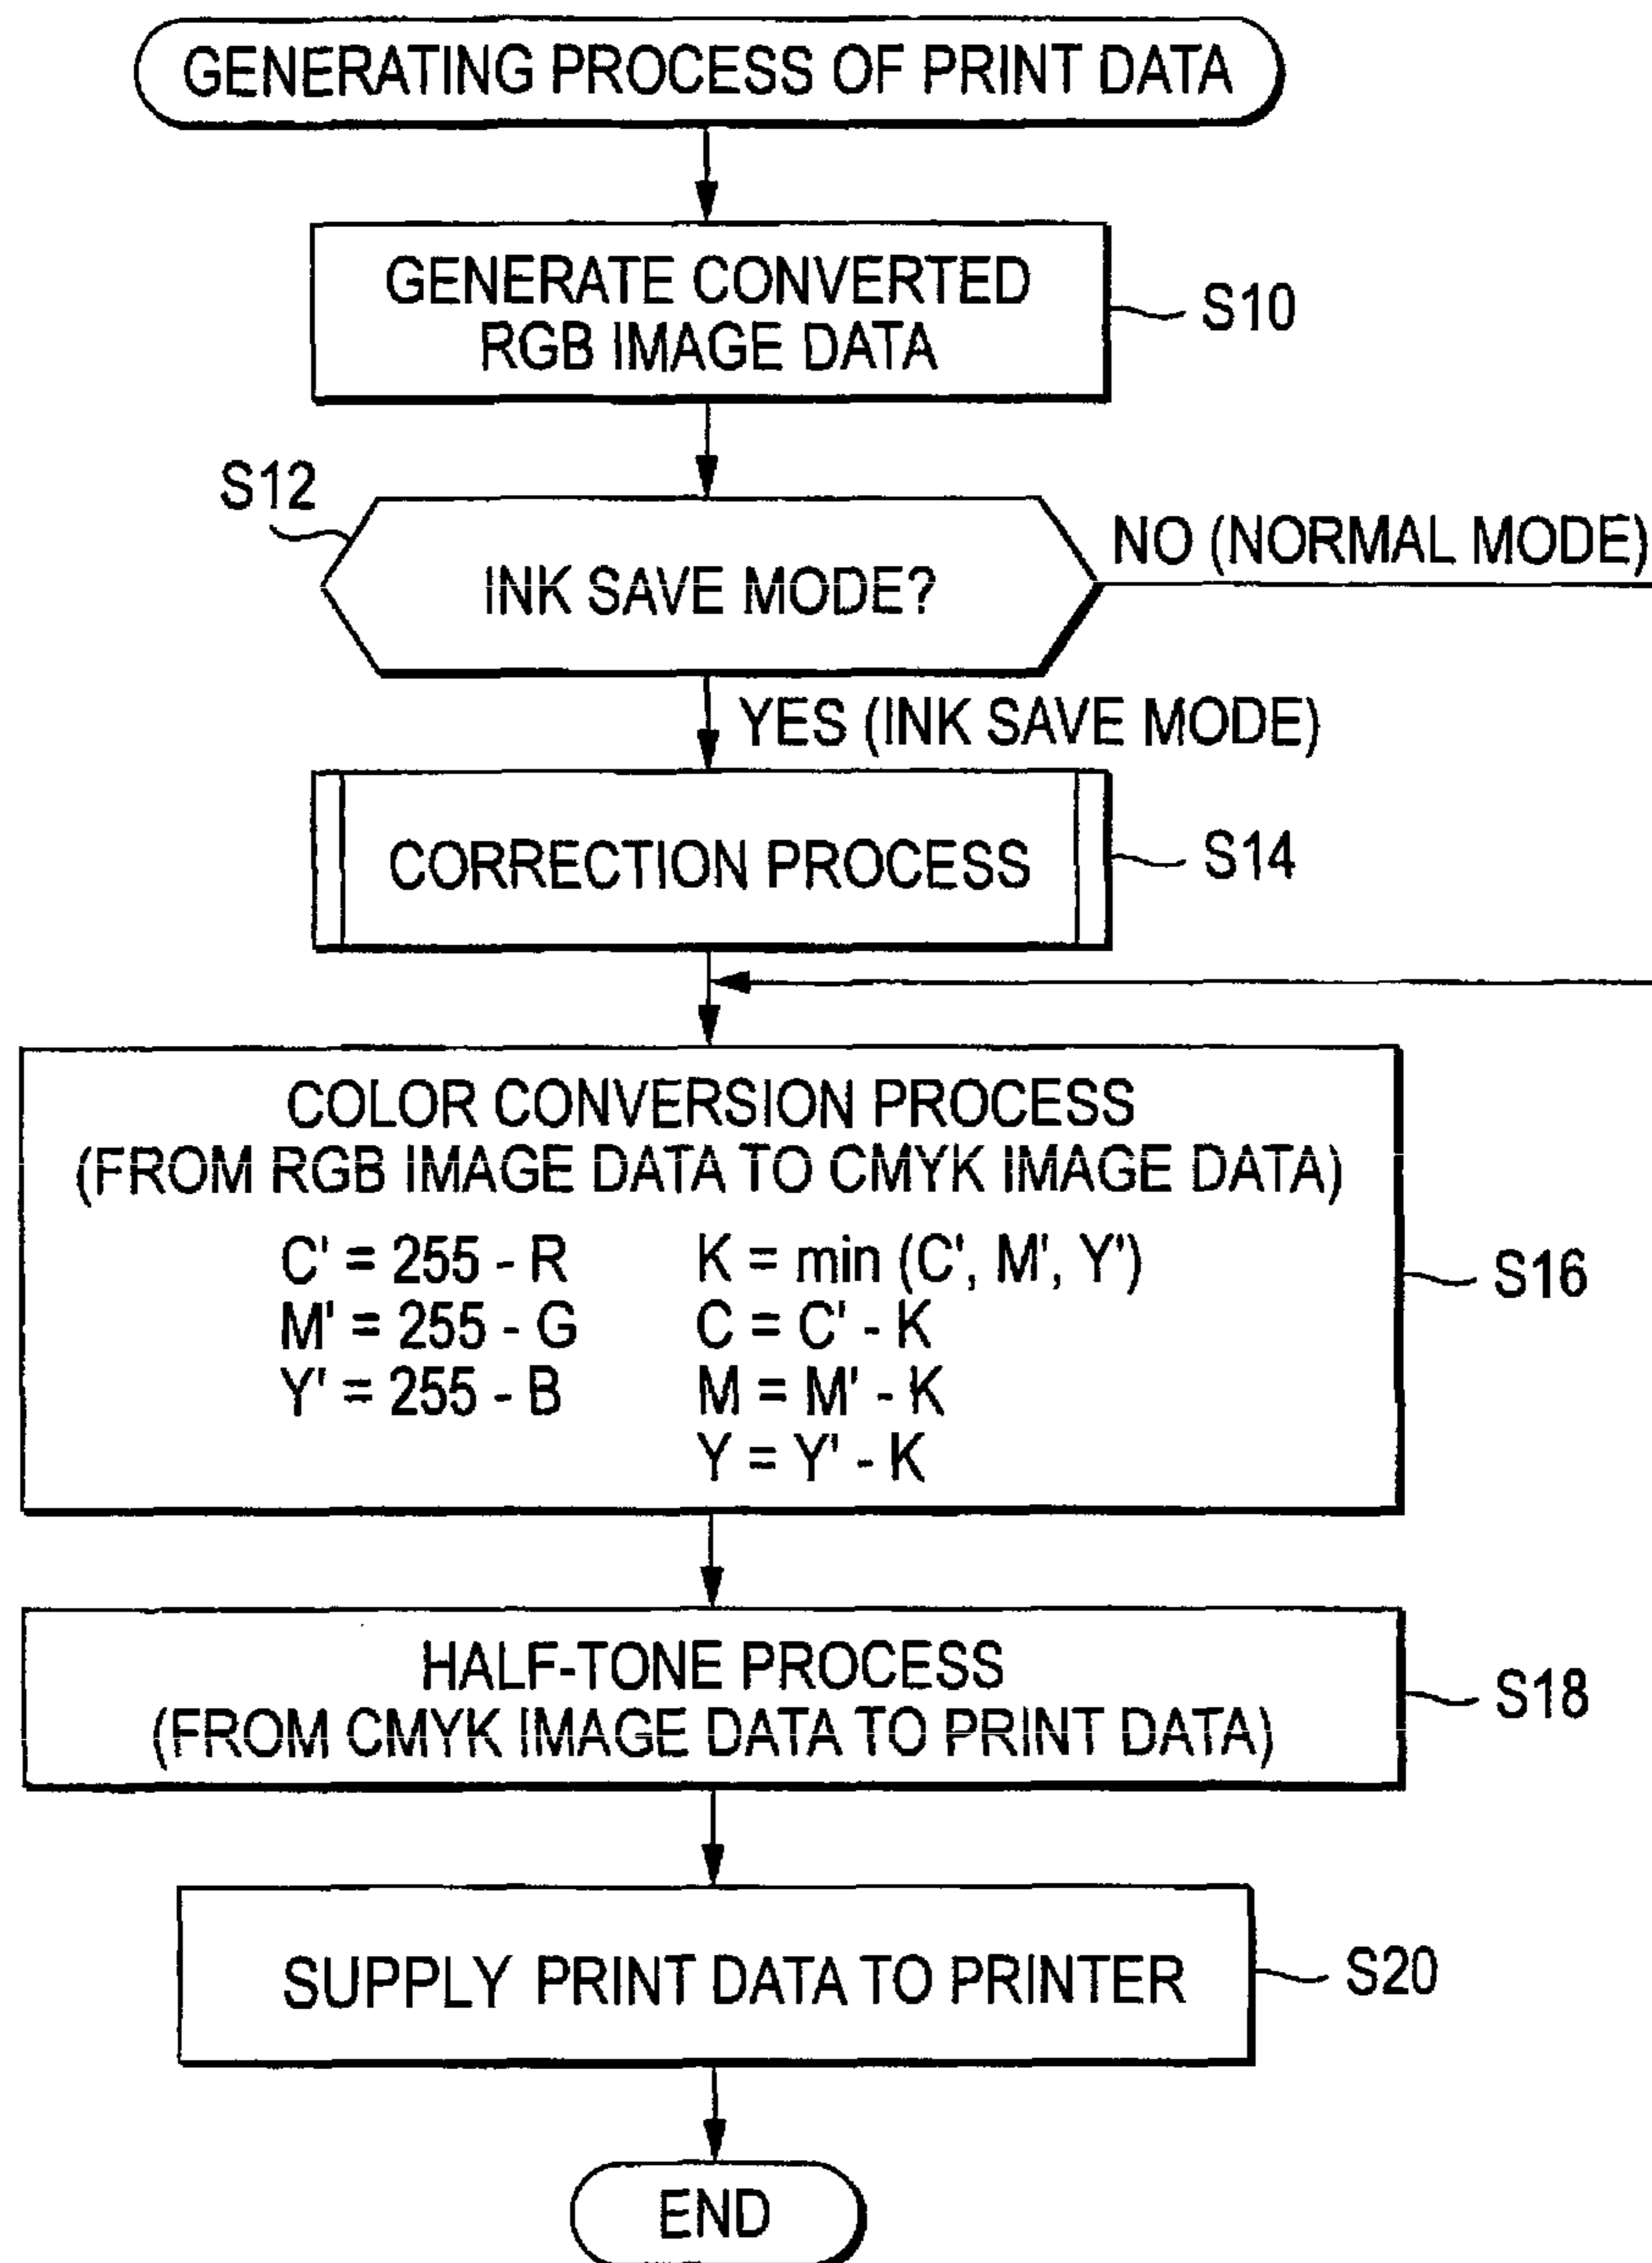 GENERATING PROCESS OF PRINT DATA
GENERATE CONVERTED
RGB IMAGE DATA
S10
S12
INK SAVE MODE?
NO (NORMAL MODE)
YES (INK SAVE MODE)
CORRECTION PROCESS
S14
COLOR CONVERSION PROCESS
(FROM RGB IMAGE DATA TO CMYK IMAGE DATA)
C' = 255 - R K = min (C', M', Y')
M' = 255 - G C = C' - K
Y' = 255 - B M = M' - K
Y = Y' - K
S16
HALF-TONE PROCESS
(FROM CMYK IMAGE DATA TO PRINT DATA)
S18
SUPPLY PRINT DATA TO PRINTER
S20
END